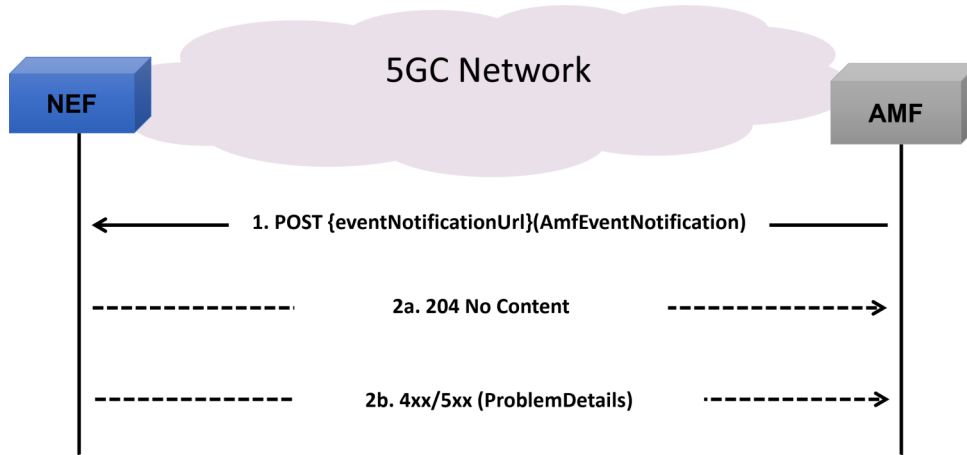 5GC Network
NEF
AMF
1. POST {eventNotificationUrl}(AmfEventNotification)
2a. 204 No Content
2b. 4xx/5xx (ProblemDetails)